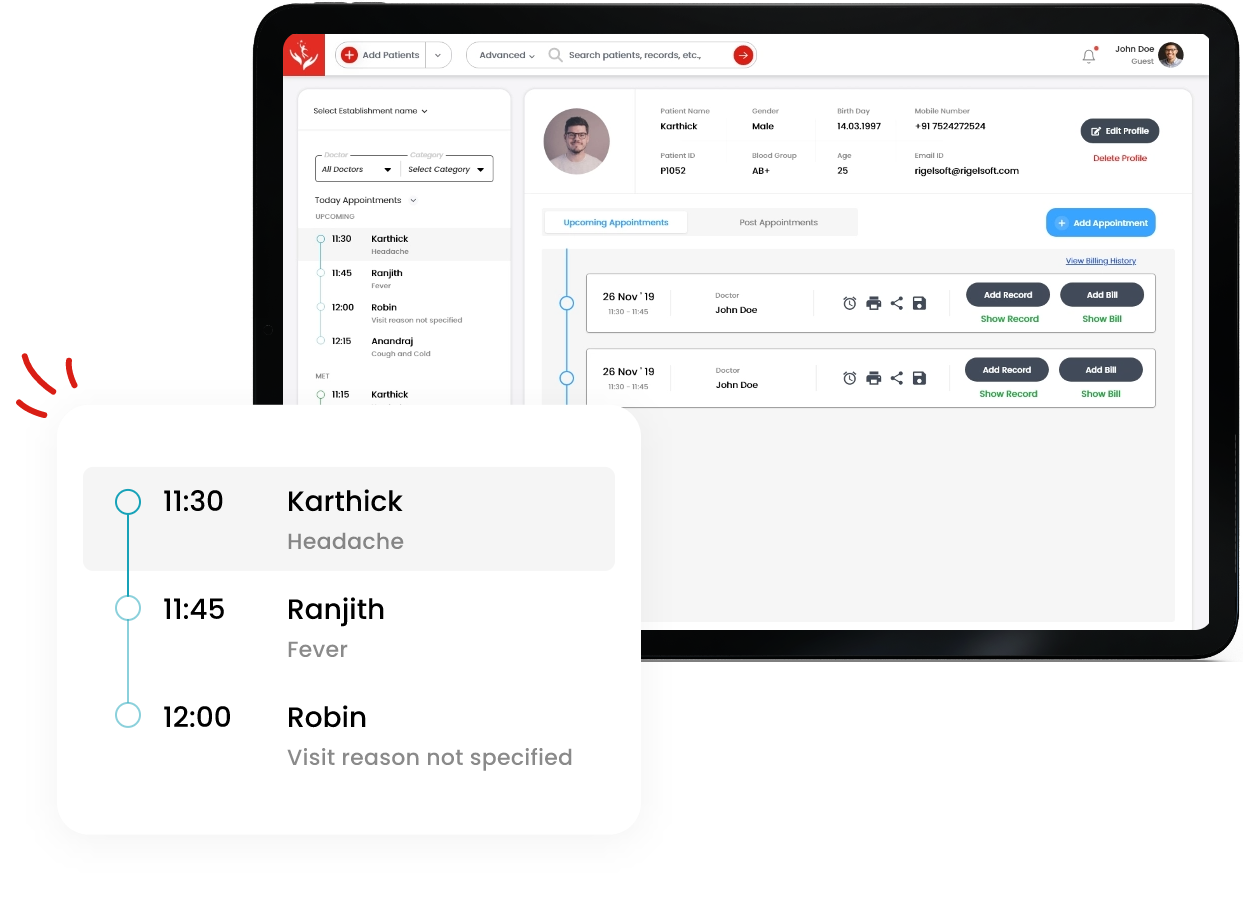 Add Patients
Advanced
Search patients, records, etc.,
John Doe
Guest
Select Establishment name
Doctor
Category
All Doctors
Select Category
Today Appointments
UPCOMING
11:30 Karthick
Headache
11:45 Ranjith
Fever
12:00 Robin
Visit reason not specified
12:15 Anandraj
Cough and Cold
MET
11:15 Karthick
Patient Name Gender Birth Day Mobile Number
Karthick Male 14.03.1997 +91 7524272524
Patient ID Blood Group Age Email ID
P1052 AB+ 25 rigelsoft@rigelsoft.com
Edit Profile
Delete Profile
Upcoming Appointments
Post Appointments
+ Add Appointment
View Billing History
26 Nov ' 19
11:30 - 11:45
Doctor
John Doe
Add Record Add Bill
Show Record Show Bill
26 Nov ' 19
11:30 - 11:45
Doctor
John Doe
Add Record Add Bill
Show Record Show Bill
11:30 Karthick
Headache
11:45 Ranjith
Fever
12:00 Robin
Visit reason not specified